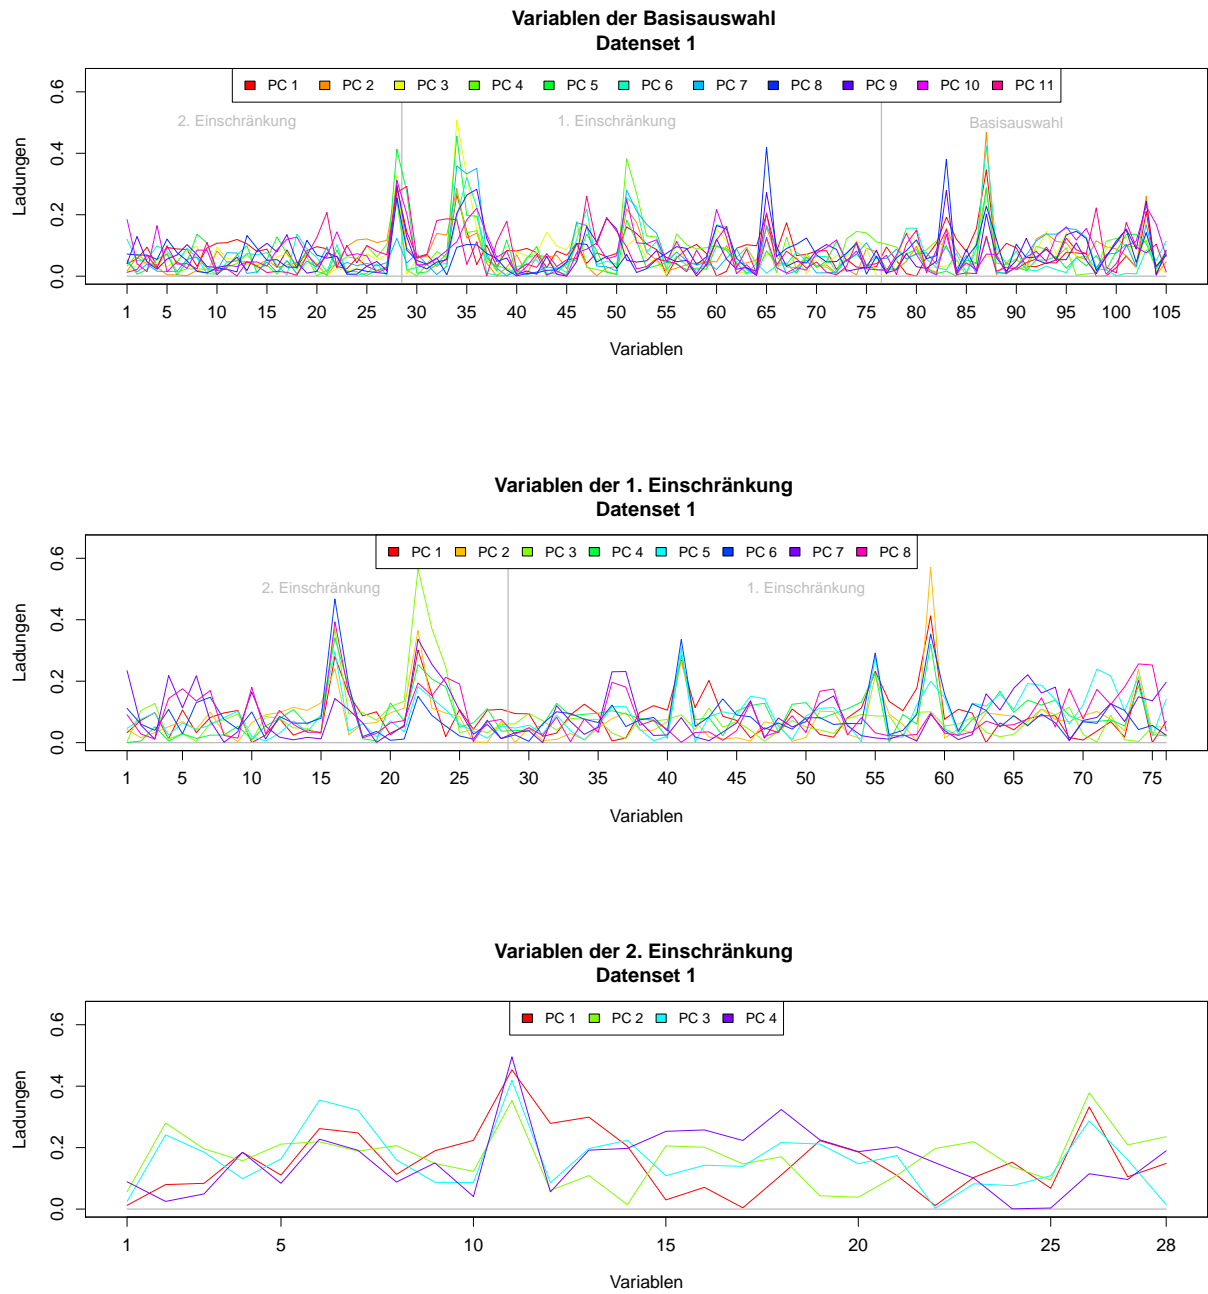 Variablen der Basisauswahl
Datenset 1
PC 1 PC 2 PC 3 PC 4 PC 5 PC 6 PC 7 PC 8 PC 9 PC 10 PC 11
2. Einschränkung 1. Einschränkung Basisauswahl
Ladungen
0.0 0.2 0.4 0.6
1 5 10 15 20 25 30 35 40 45 50 55 60 65 70 75 80 85 90 95 100 105
Variablen
Variablen der 1. Einschränkung
Datenset 1
PC 1 PC 2 PC 3 PC 4 PC 5 PC 6 PC 7 PC 8
2. Einschränkung 1. Einschränkung
Ladungen
0.0 0.2 0.4 0.6
1 5 10 15 20 25 30 35 40 45 50 55 60 65 70 75
Variablen
Variablen der 2. Einschränkung
Datenset 1
PC 1 PC 2 PC 3 PC 4
Ladungen
0.0 0.2 0.4 0.6
1 5 10 15 20 25 28
Variablen